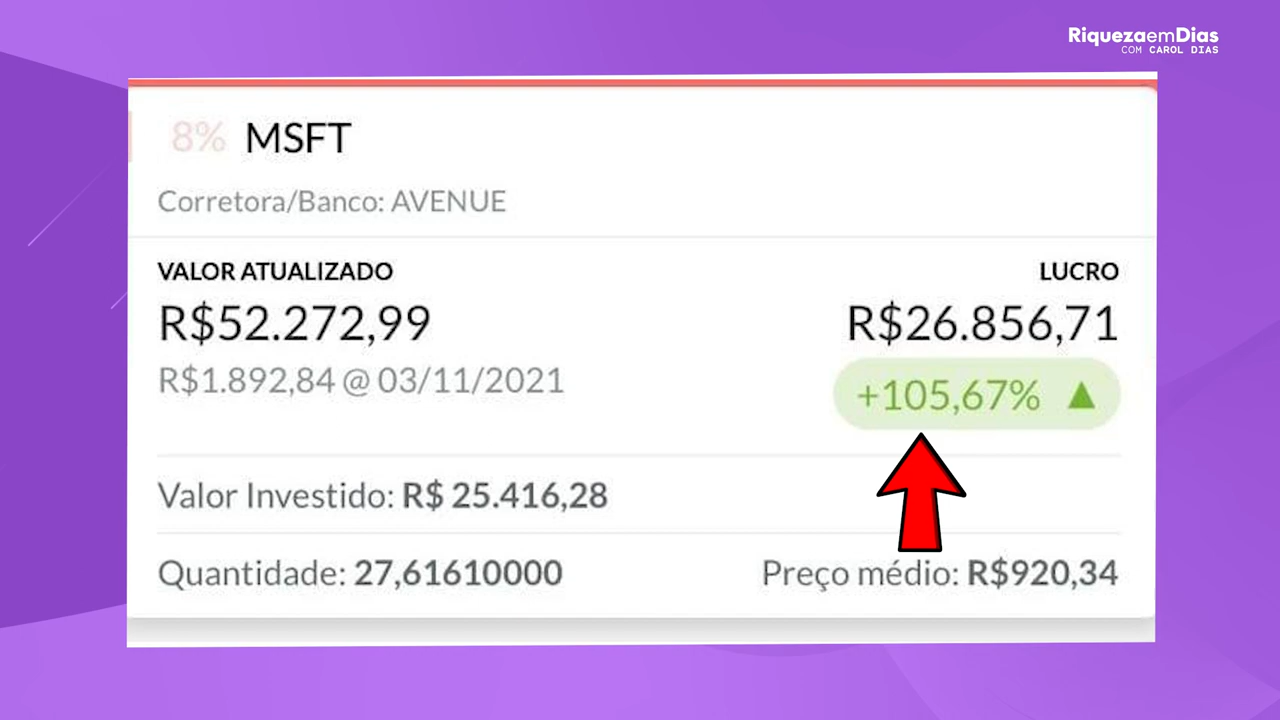 RiquezaemDias
COM CAROL DIAS
8% MSFT
Corretora/Banco: AVENUE
VALOR ATUALIZADO
R$52.272,99
R$1.892,84 @ 03/11/2021
LUCRO
R$26.856,71
+105,67% ▲
Valor Investido: R$ 25.416,28
Quantidade: 27,61610000
Preço médio: R$920,34